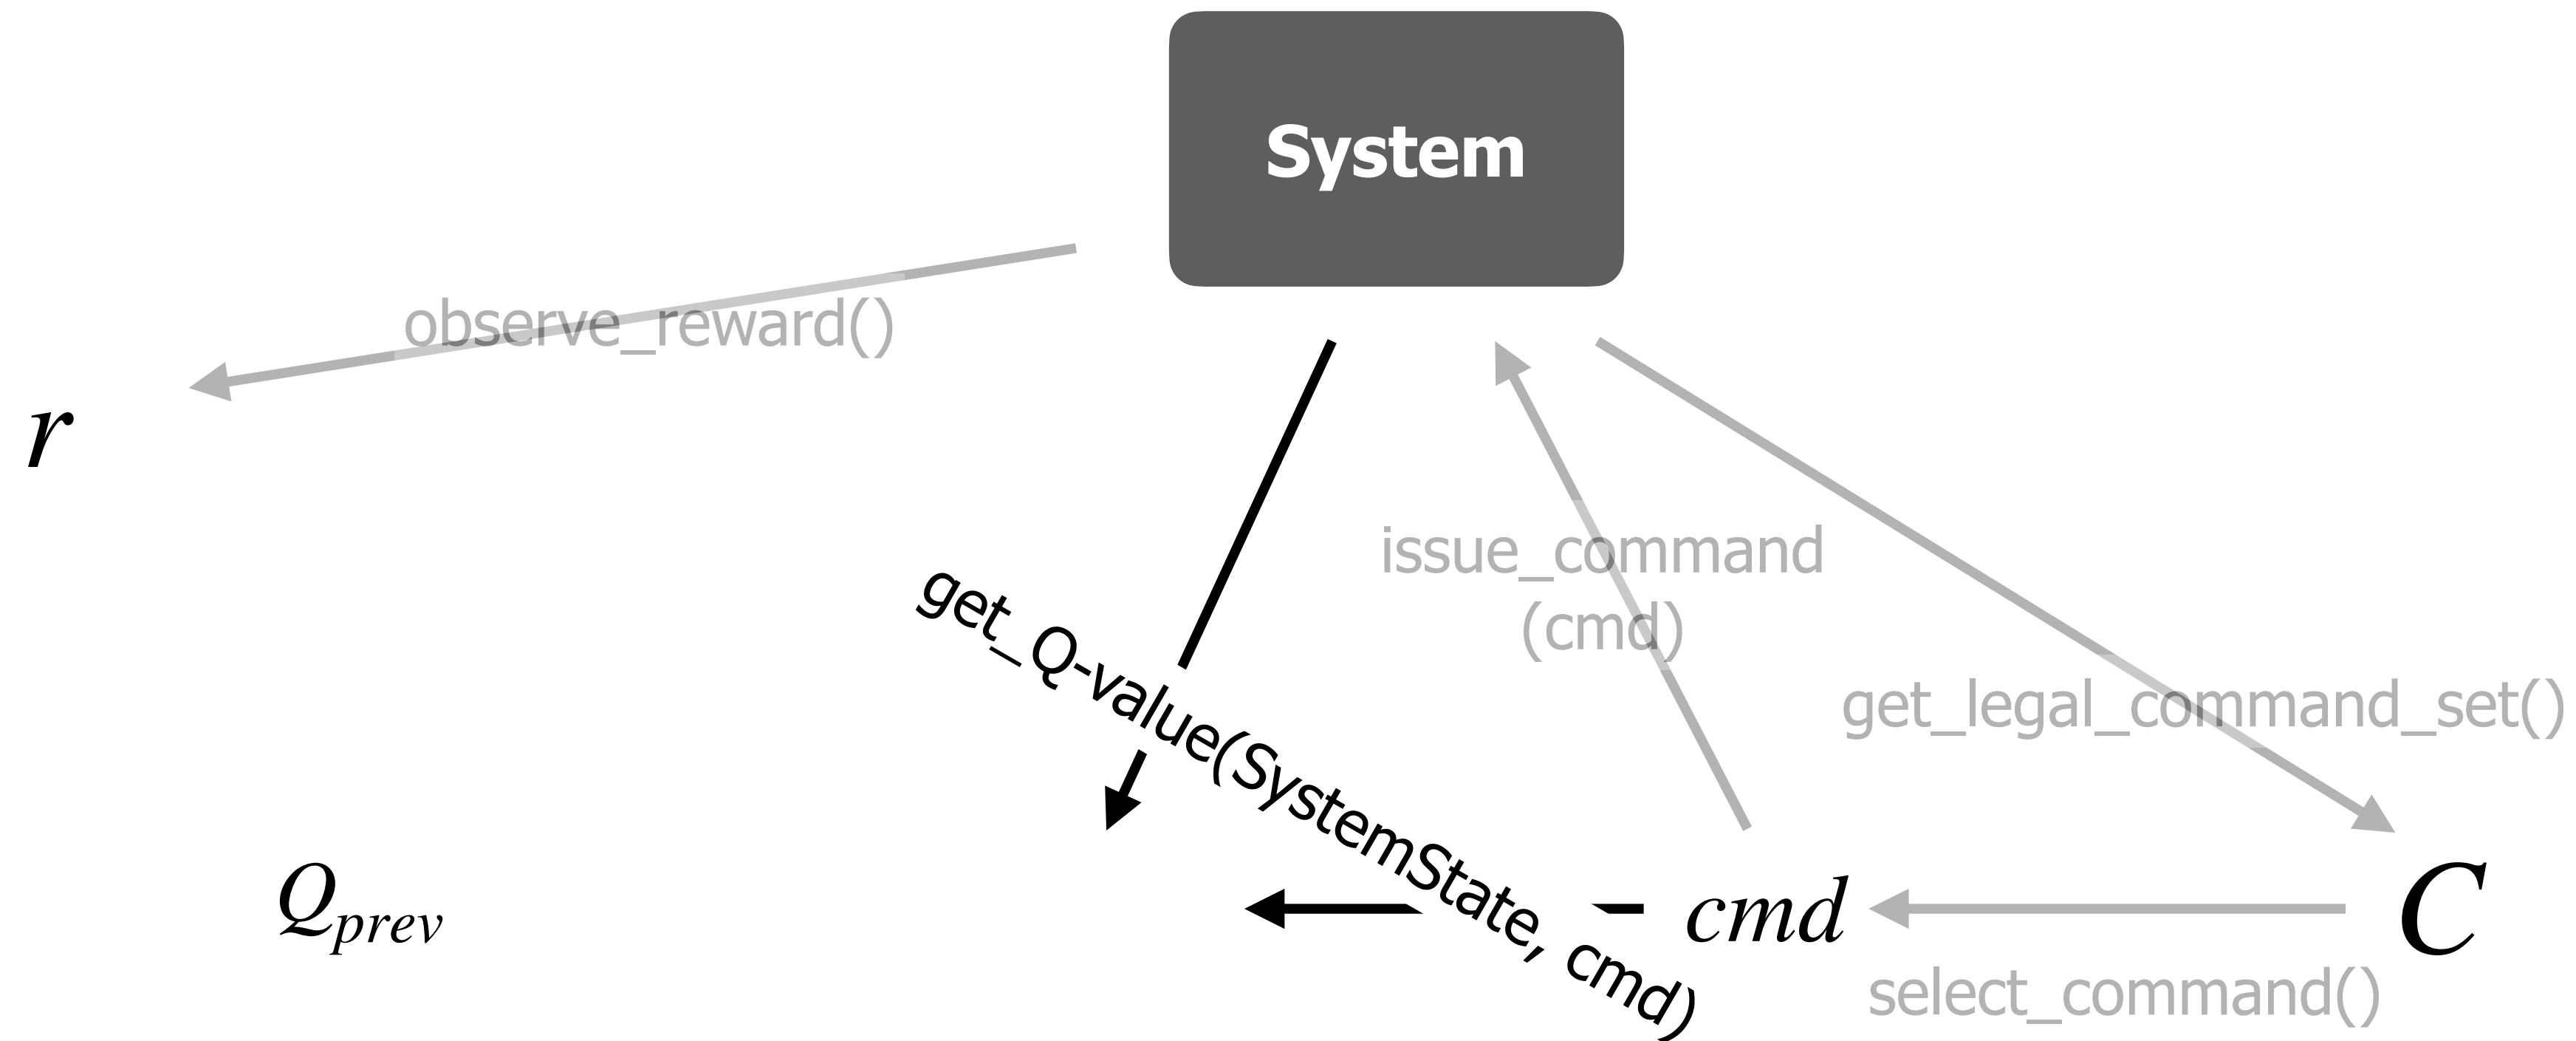 System
observe_reward()
r
issue_command
(cmd)
get_Q-value(SystemState, cmd)
get_legal_command_set()
Qprev
cmd
C
select_command()